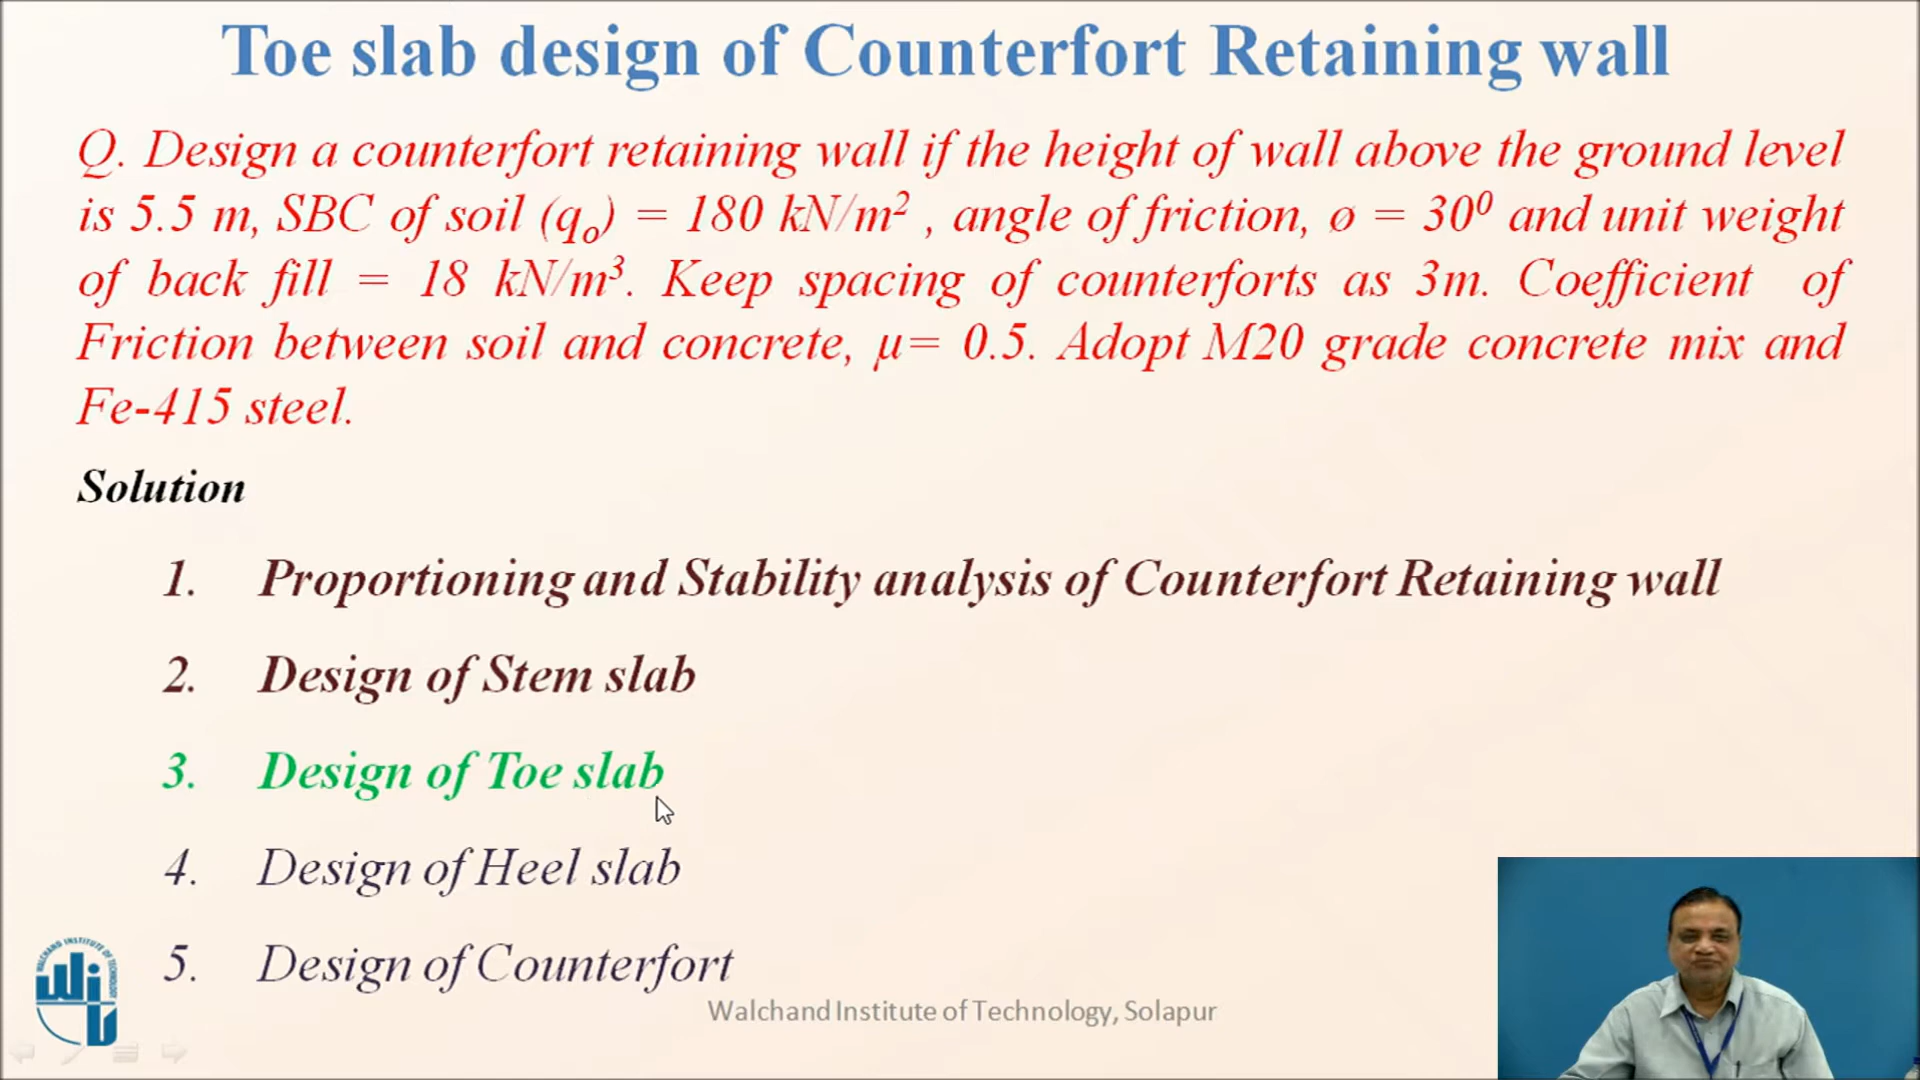 Toe slab design of Counterfort Retaining wall
Q. Design a counterfort retaining wall if the height of wall above the ground level
is 5.5 m, SBC of soil (qₒ) = 180 kN/m² , angle of friction, ø = 30⁰ and unit weight
of back fill = 18 kN/m³. Keep spacing of counterforts as 3m. Coefficient of
Friction between soil and concrete, µ= 0.5. Adopt M20 grade concrete mix and
Fe-415 steel.
Solution
1. Proportioning and Stability analysis of Counterfort Retaining wall
2. Design of Stem slab
3. Design of Toe slab
4. Design of Heel slab
5. Design of Counterfort
WALCHAND INSTITUTE OF TECHNOLOGY
WIT
Walchand Institute of Technology, Solapur